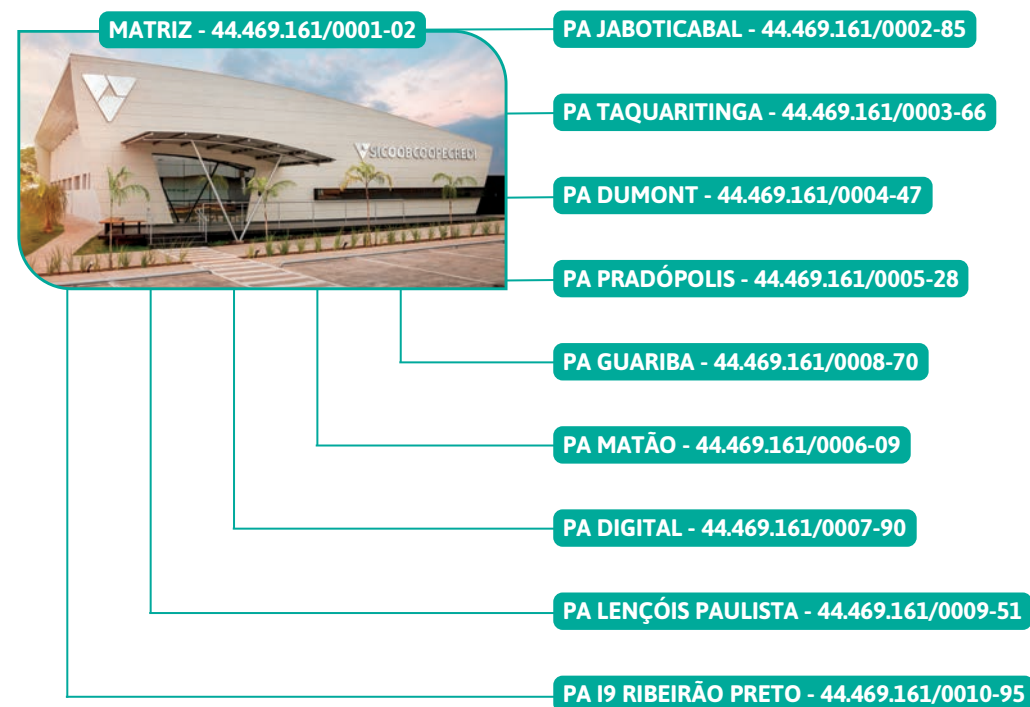 MATRIZ - 44.469.161/0001-02
SICOOBCOOPECREDI
PA JABOTICABAL - 44.469.161/0002-85
PA TAQUARITINGA - 44.469.161/0003-66
PA DUMONT - 44.469.161/0004-47
PA PRADÓPOLIS - 44.469.161/0005-28
PA GUARIBA - 44.469.161/0008-70
PA MATÃO - 44.469.161/0006-09
PA DIGITAL - 44.469.161/0007-90
PA LENÇÓIS PAULISTA - 44.469.161/0009-51
PA I9 RIBEIRÃO PRETO - 44.469.161/0010-95